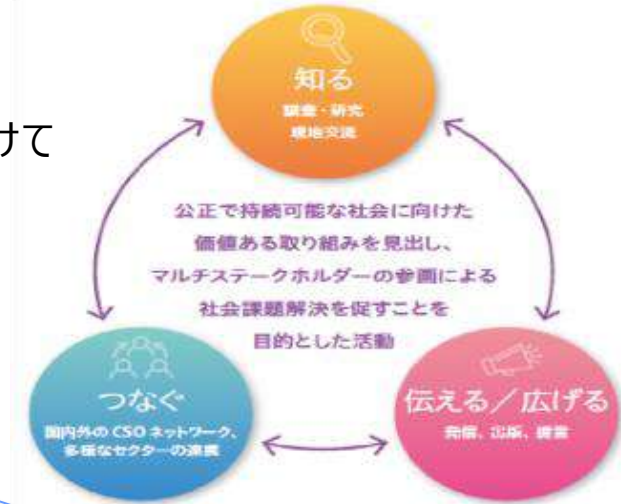 けて
知る
調査・研究
現地交流
公正で持続可能な社会に向けた
価値ある取り組みを見出し、
マルチステークホルダーの参画による
社会課題解決を促すことを
目的とした活動
つなぐ
国内外の CSO ネットワーク、
多様なセクターの連携
伝える／広げる
発信、出版、提言